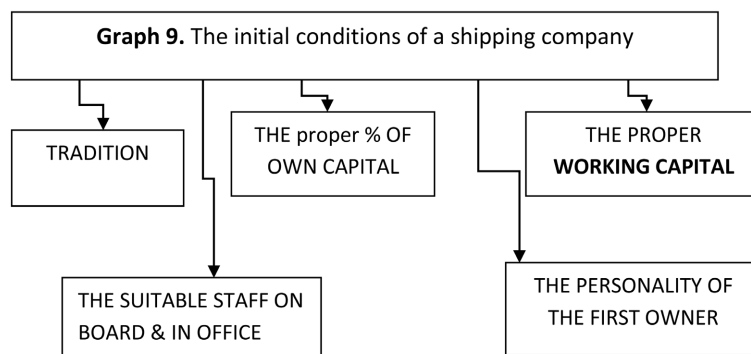 Graph 9. The initial conditions of a shipping company
TRADITION
THE proper % OF
OWN CAPITAL
THE PROPER
WORKING CAPITAL
THE SUITABLE STAFF ON
BOARD & IN OFFICE
THE PERSONALITY OF
THE FIRST OWNER